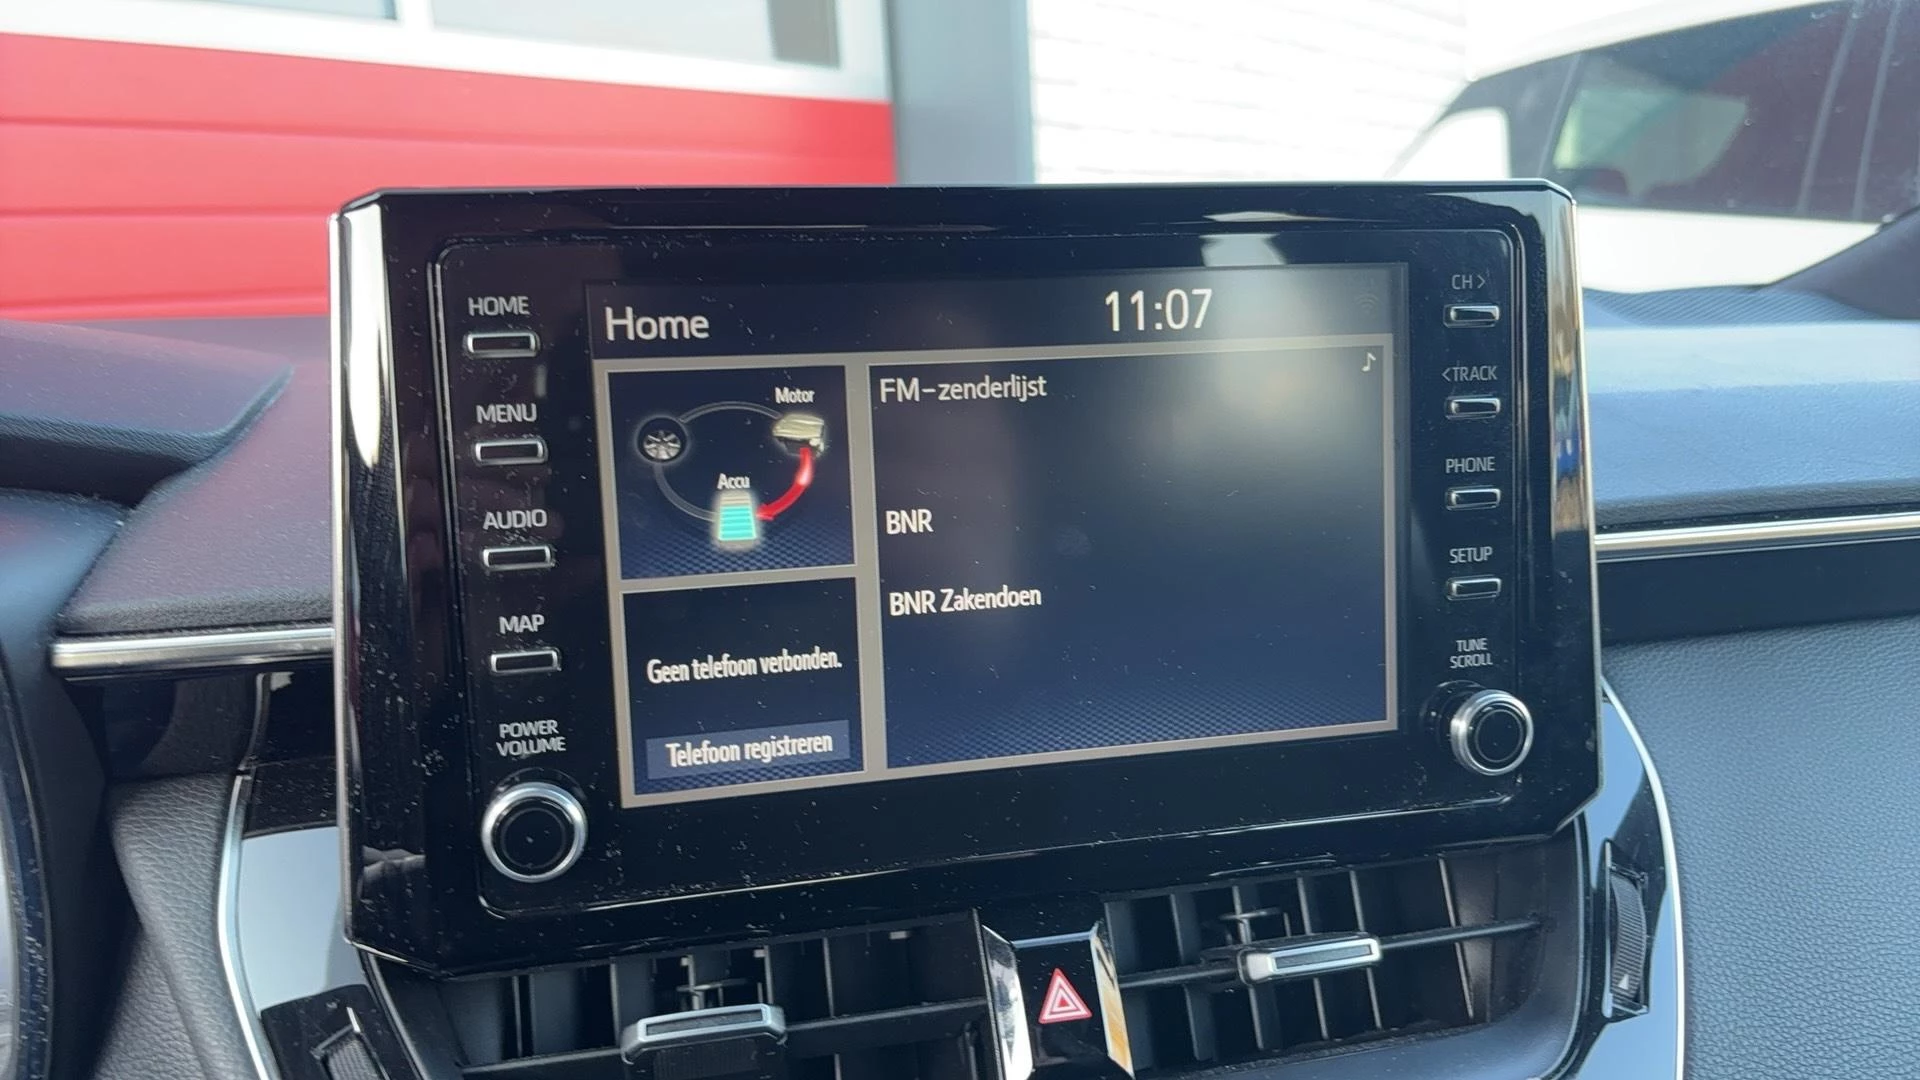 HOME
MENU
AUDIO
MAP
POWER
VOLUME
Home
11:07
Motor
Accu
Geen telefoon verbonden.
Telefoon registreren
FM-zenderlijst
BNR
BNR Zakendoen
CH >
<TRACK
PHONE
SETUP
TUNE
SCROLL